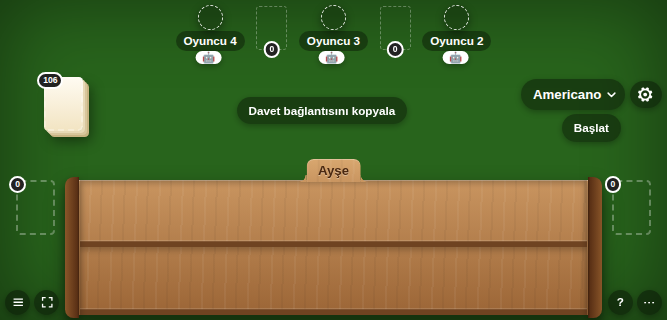 Oyuncu 4
0
Oyuncu 3
0
Oyuncu 2
106
Davet bağlantısını kopyala
Americano
Başlat
Ayşe
0
0
?